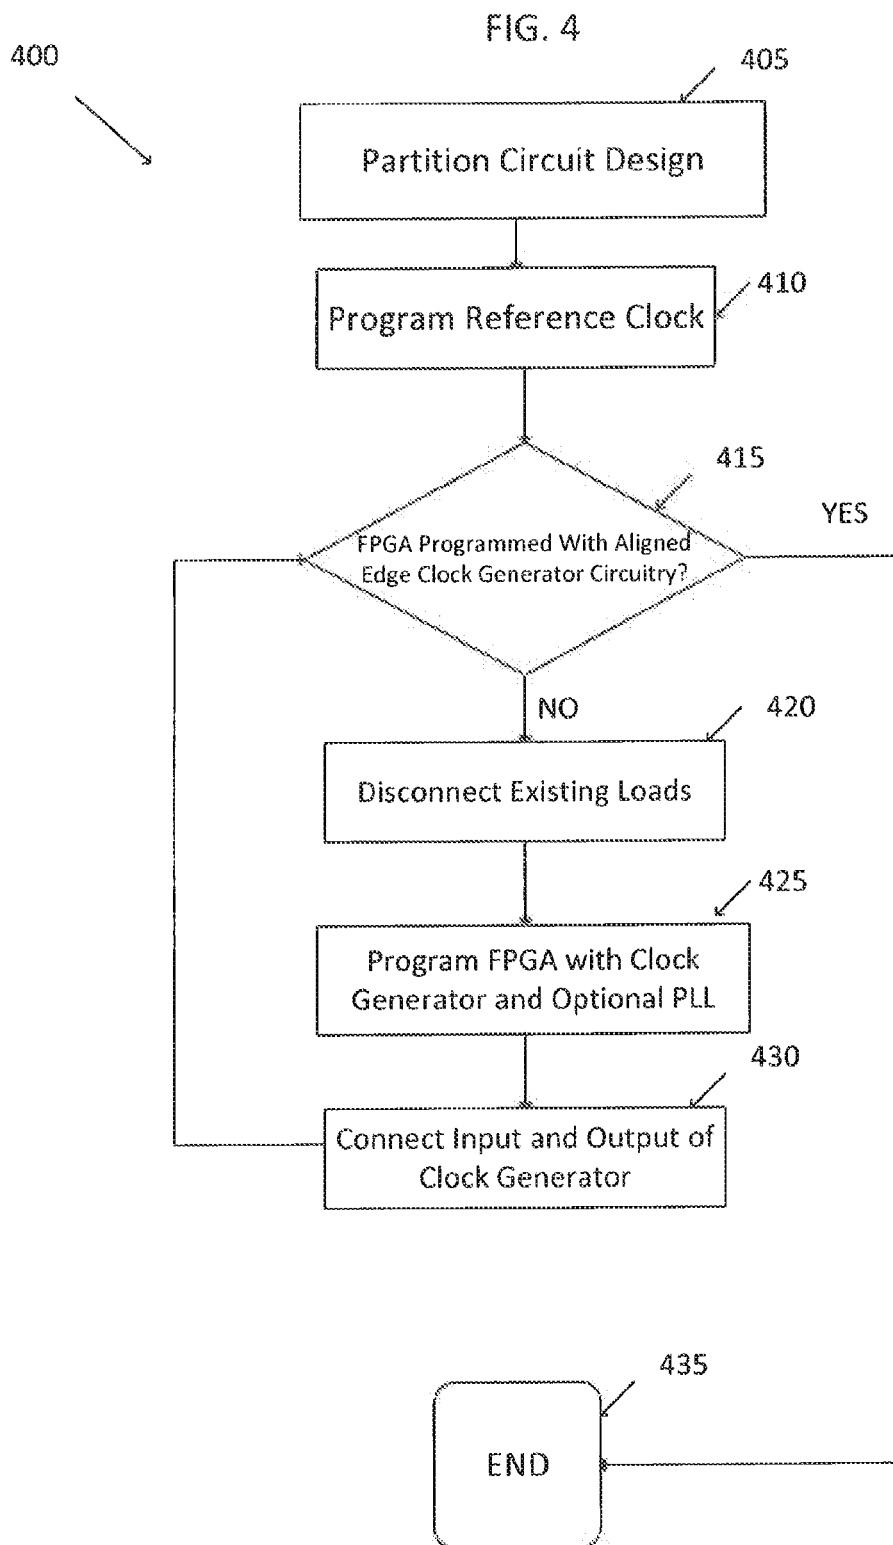 FIG. 4
400
405
Partition Circuit Design
410
Program Reference Clock
415
YES
FPGA Programmed With Aligned
Edge Clock Generator Circuitry?
NO
420
Disconnect Existing Loads
425
Program FPGA with Clock
Generator and Optional PLL
430
Connect Input and Output of
Clock Generator
435
END